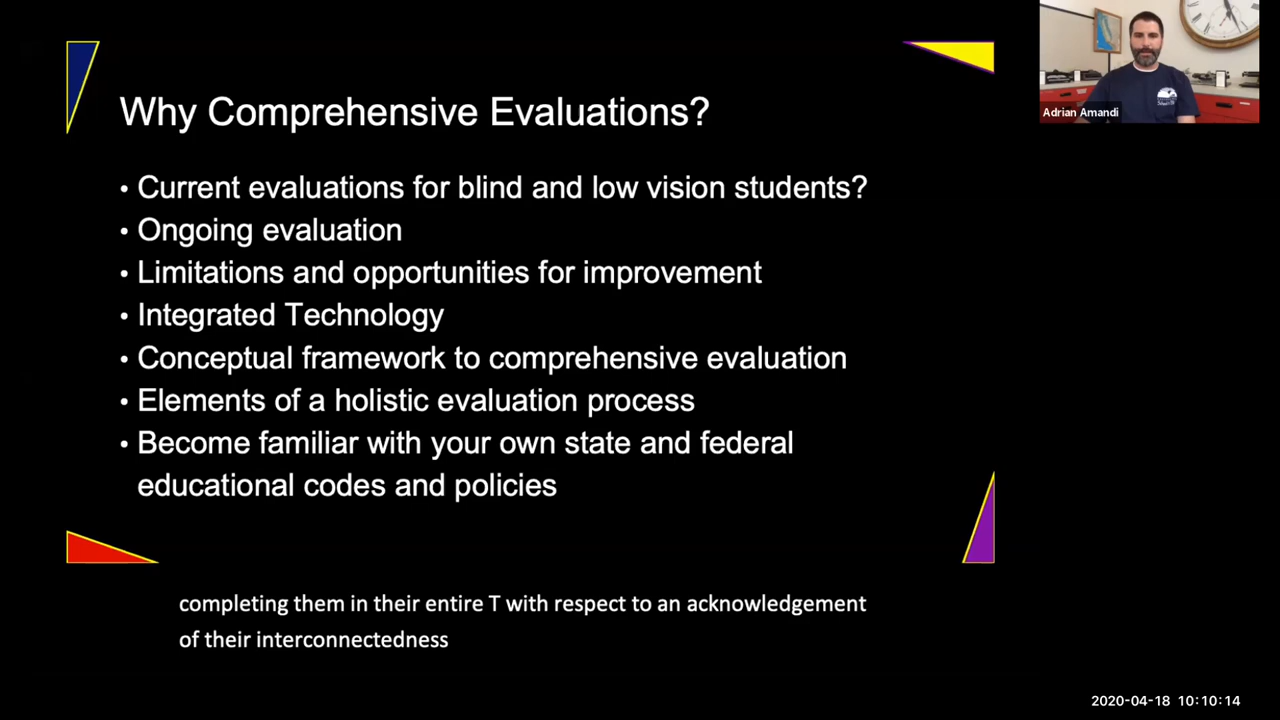 Why Comprehensive Evaluations?
• Current evaluations for blind and low vision students?
• Ongoing evaluation
• Limitations and opportunities for improvement
• Integrated Technology
• Conceptual framework to comprehensive evaluation
• Elements of a holistic evaluation process
• Become familiar with your own state and federal
educational codes and policies
Adrian Amandi
completing them in their entire T with respect to an acknowledgement
of their interconnectedness
2020-04-18 10:10:14